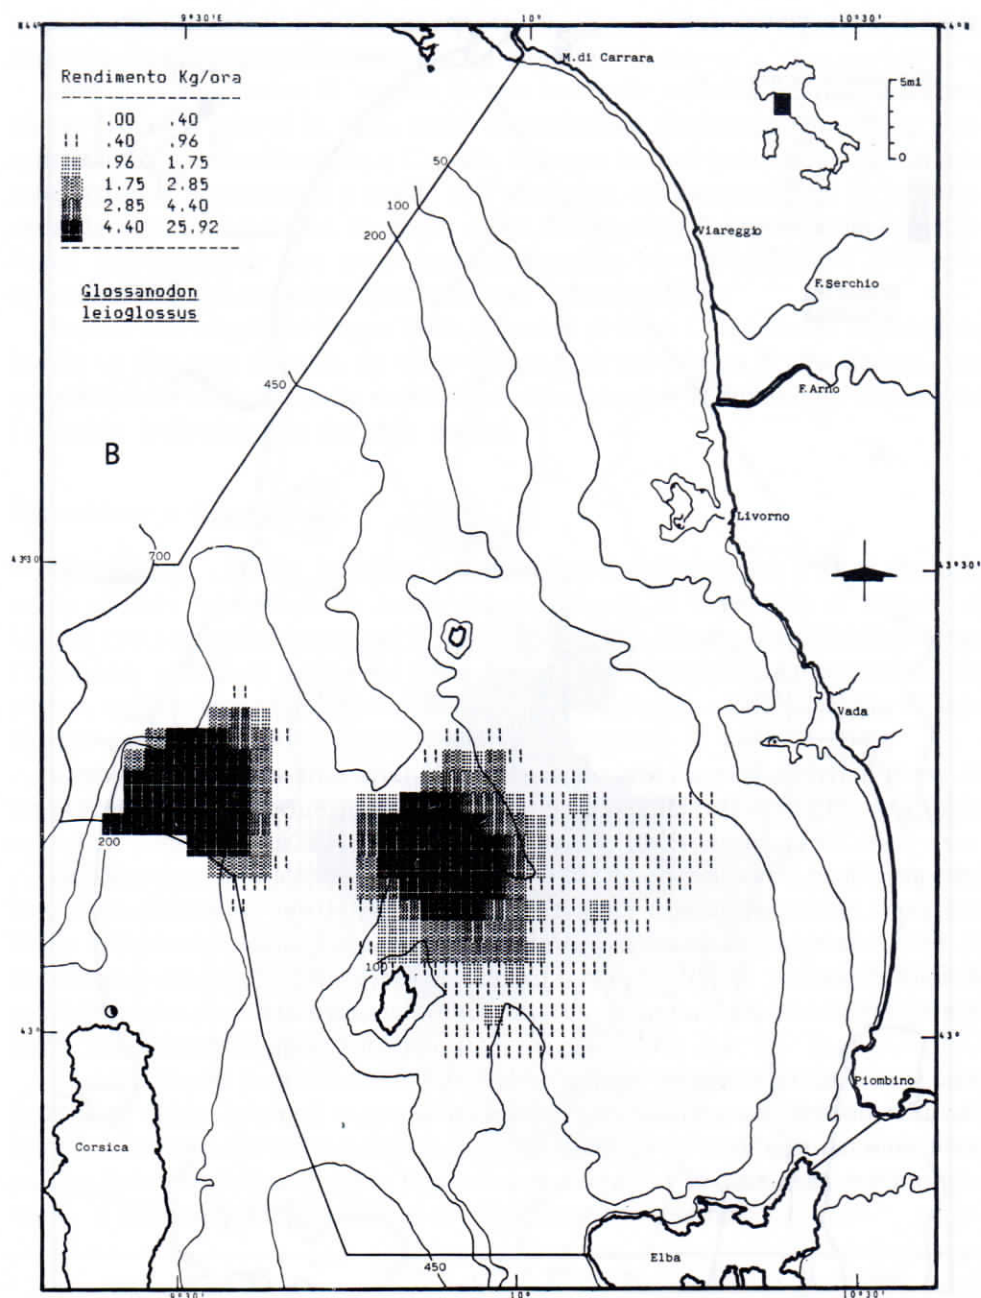 44° 9°30'E 10° 10°30' 44°N
M.di Carrara
Rendimento Kg/ora
.00 .40
.40 .96
.96 1.75
1.75 2.85
2.85 4.40
4.40 25.92
Glossanodon
leioglossus
5mi
0
50
100
200
Viareggio
F.Serchio
450
F.Arno
B
Livorno
700
43°30' 43°30'
Vada
200
100
43° 43°
Piombino
Corsica
Elba
450
9°30' 10° 10°30'